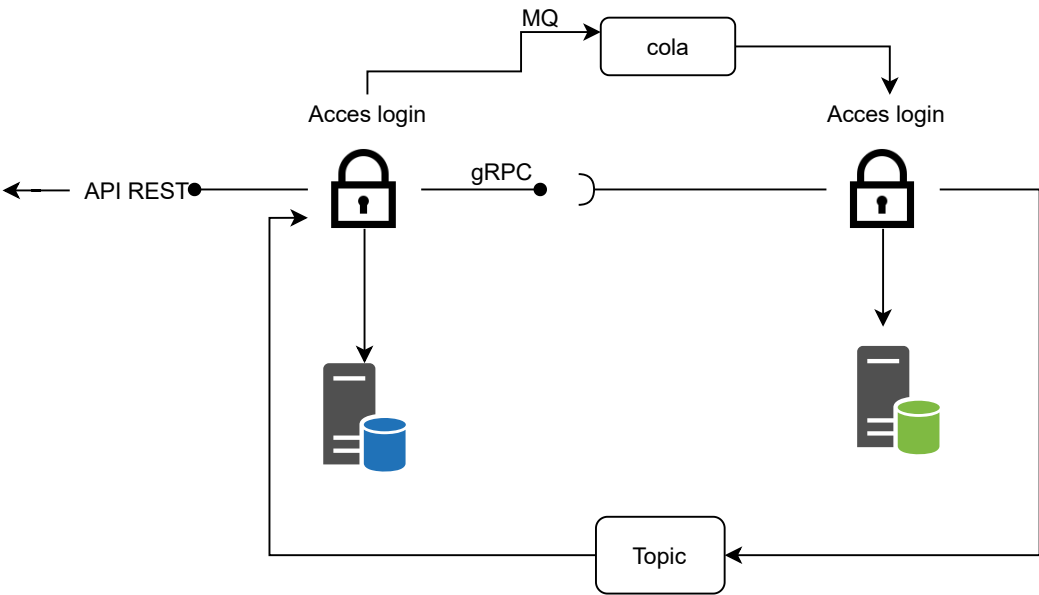 MQ
cola
Acces login
Acces login
API REST
gRPC
Topic